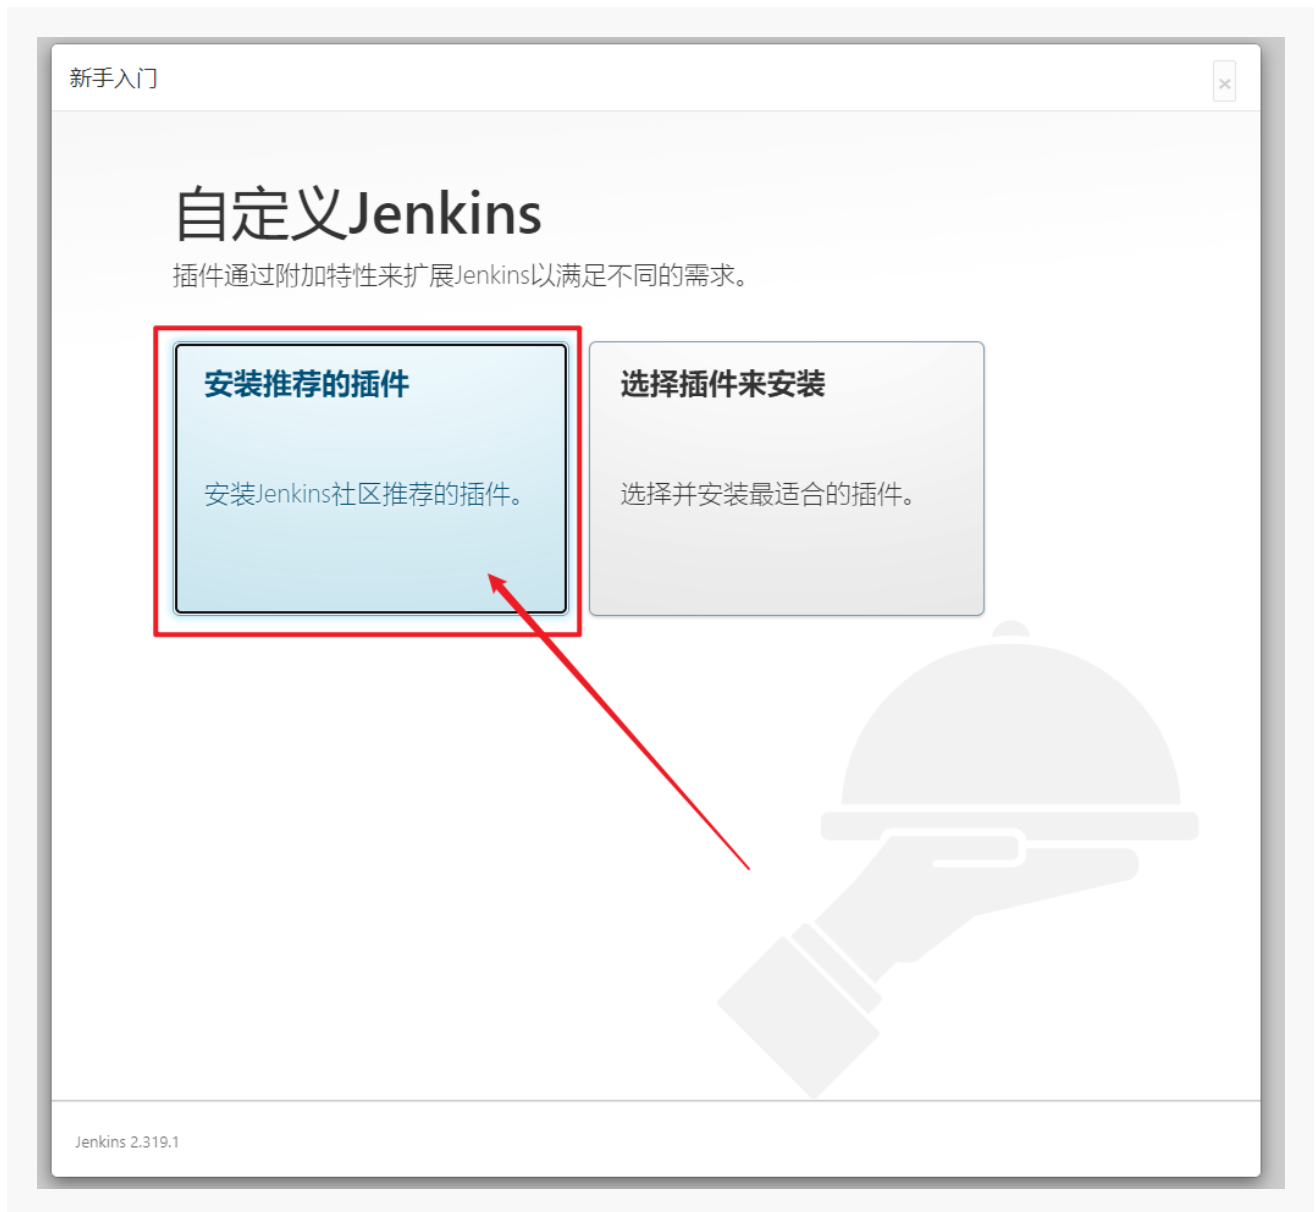 新手入门
×
自定义Jenkins
插件通过附加特性来扩展Jenkins以满足不同的需求。
安装推荐的插件
安装Jenkins社区推荐的插件。
选择插件来安装
选择并安装最适合的插件。
Jenkins 2.319.1